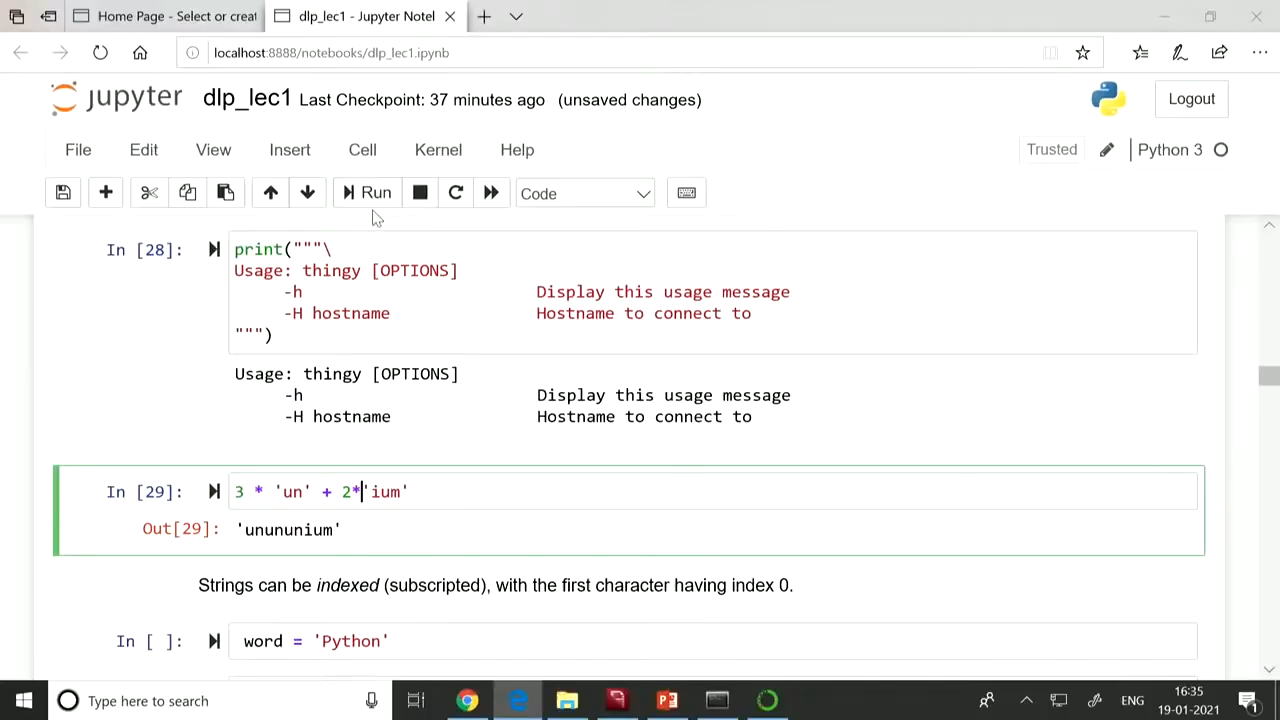 Home Page - Select or creat
dlp_lec1 - Jupyter Notel
localhost:8888/notebooks/dlp_lec1.ipynb
jupyter dlp_lec1 Last Checkpoint: 37 minutes ago (unsaved changes)
Logout
File Edit View Insert Cell Kernel Help
Trusted Python 3
Run Code
In [28]: print("""\
Usage: thingy [OPTIONS]
-h Display this usage message
-H hostname Hostname to connect to
""")
Usage: thingy [OPTIONS]
-h Display this usage message
-H hostname Hostname to connect to
In [29]: 3 * 'un' + 2*'ium'
Out[29]: 'unununium'
Strings can be indexed (subscripted), with the first character having index 0.
In [ ]: word = 'Python'
Type here to search
ENG
16:35
19-01-2021
1